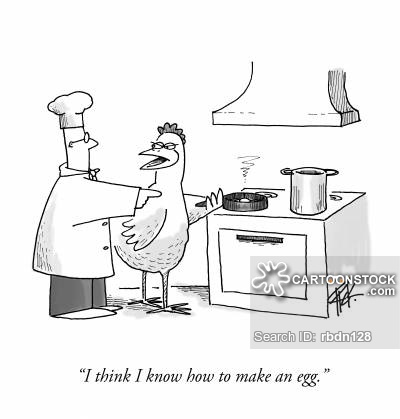 CARTOONSTOCK
.com
Search ID: rbdn128
“I think I know how to make an egg.”